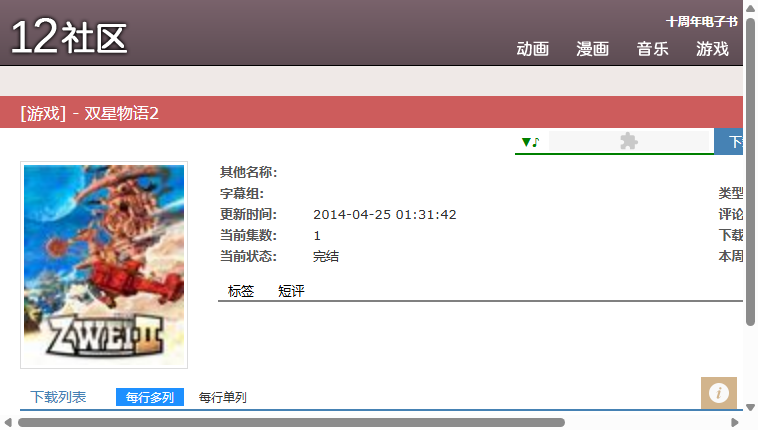 12社区
十周年电子书
动画 漫画 音乐 游戏
[游戏] - 双星物语2
▼♪
其他名称:
字幕组:
类型
更新时间: 2014-04-25 01:31:42
评论
当前集数: 1
下载
当前状态: 完结
本周
标签 短评
ZWEI II
下载列表 每行多列 每行单列